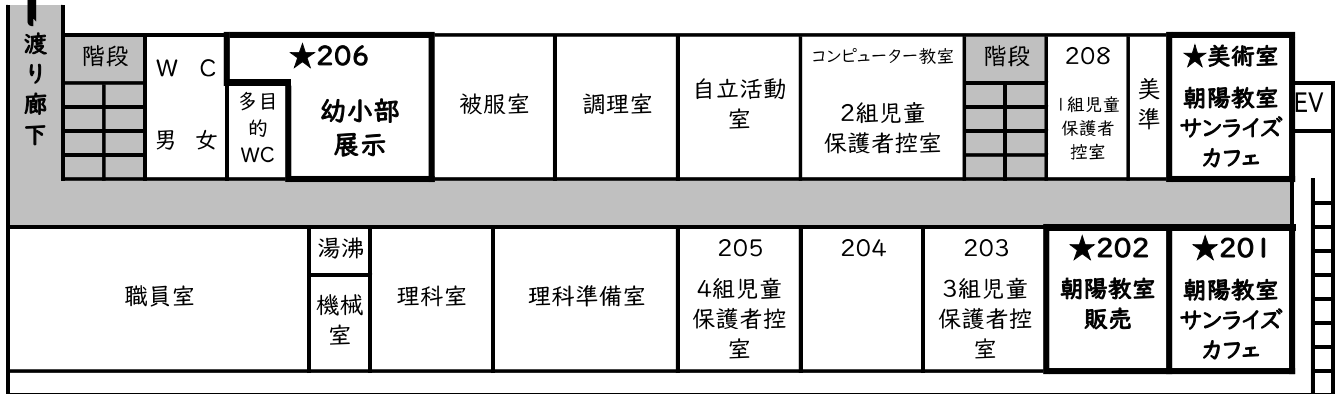 渡り廊下
階段
W C
男 女
★206
多目
的
WC
幼小部
展示
被服室
調理室
自立活動
室
コンピューター教室
2組児童
保護者控室
階段
208
1組児童
保護者
控室
美準
★美術室
朝陽教室
サンライズ
カフェ
EV
職員室
湯沸
機械
室
理科室
理科準備室
205
4組児童
保護者控
室
204
203
3組児童
保護者控
室
★202
朝陽教室
販売
★201
朝陽教室
サンライズ
カフェ